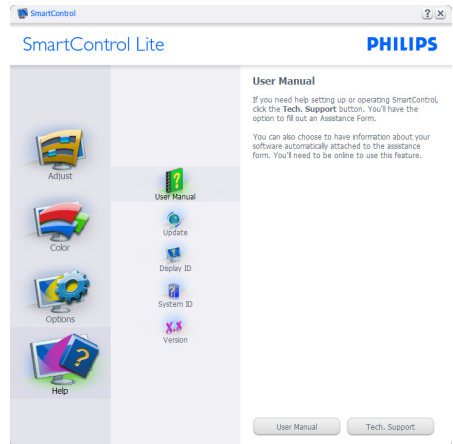 SmartControl
SmartControl Lite
PHILIPS
Adjust
Color
Options
Help
User Manual
Update
Display ID
System ID
X.X
Version
User Manual
If you need help setting up or operating SmartControl,
click the Tech. Support button. You'll have the
option to fill out an Assistance Form.
You can also choose to have information about your
software automatically attached to the assistance
form. You'll need to be online to use this feature.
User Manual
Tech. Support